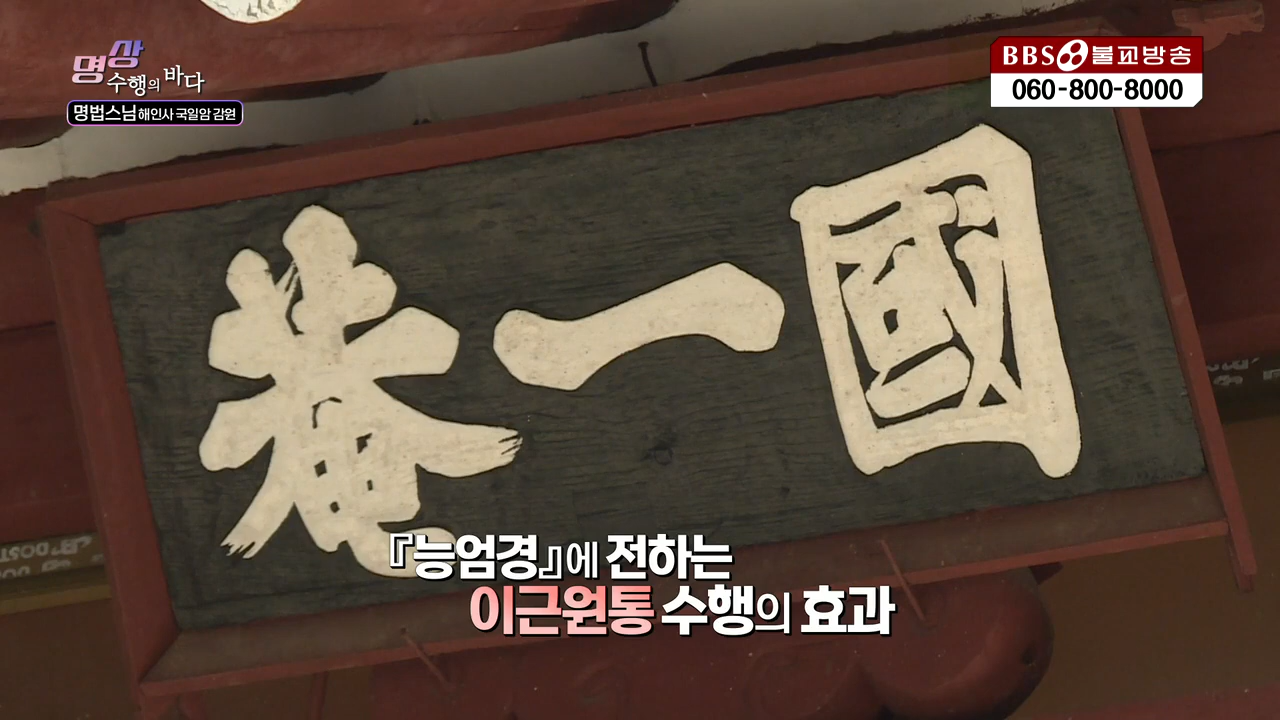 명상
수행의 바다
명법스님 해인사 국일암 감원
BBS 불교방송
060-800-8000
國一菴
『능엄경』에 전하는
이근원통 수행의 효과